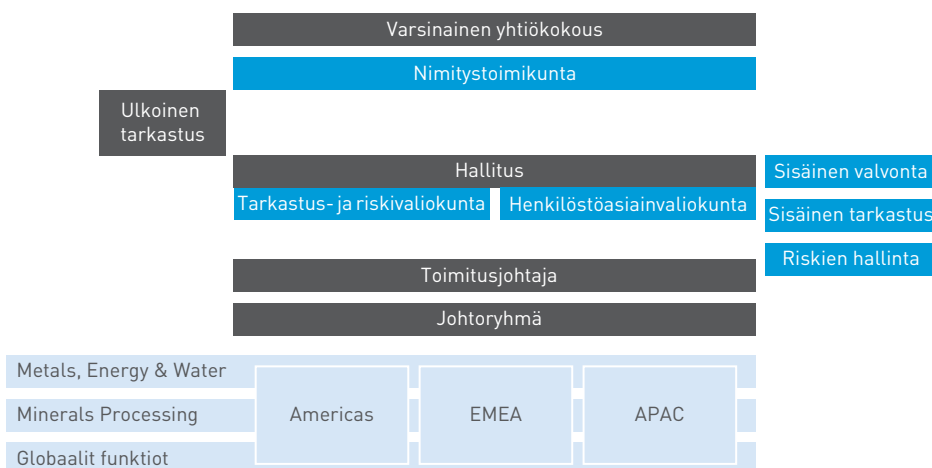 Varsinainen yhtiökokous
Nimitystoimikunta
Ulkoinen
tarkastus
Hallitus
Sisäinen valvonta
Tarkastus- ja riskivaliokunta
Henkilöstöasiainvaliokunta
Sisäinen tarkastus
Riskien hallinta
Toimitusjohtaja
Johtoryhmä
Metals, Energy & Water
Minerals Processing
Americas
EMEA
APAC
Globaalit funktiot